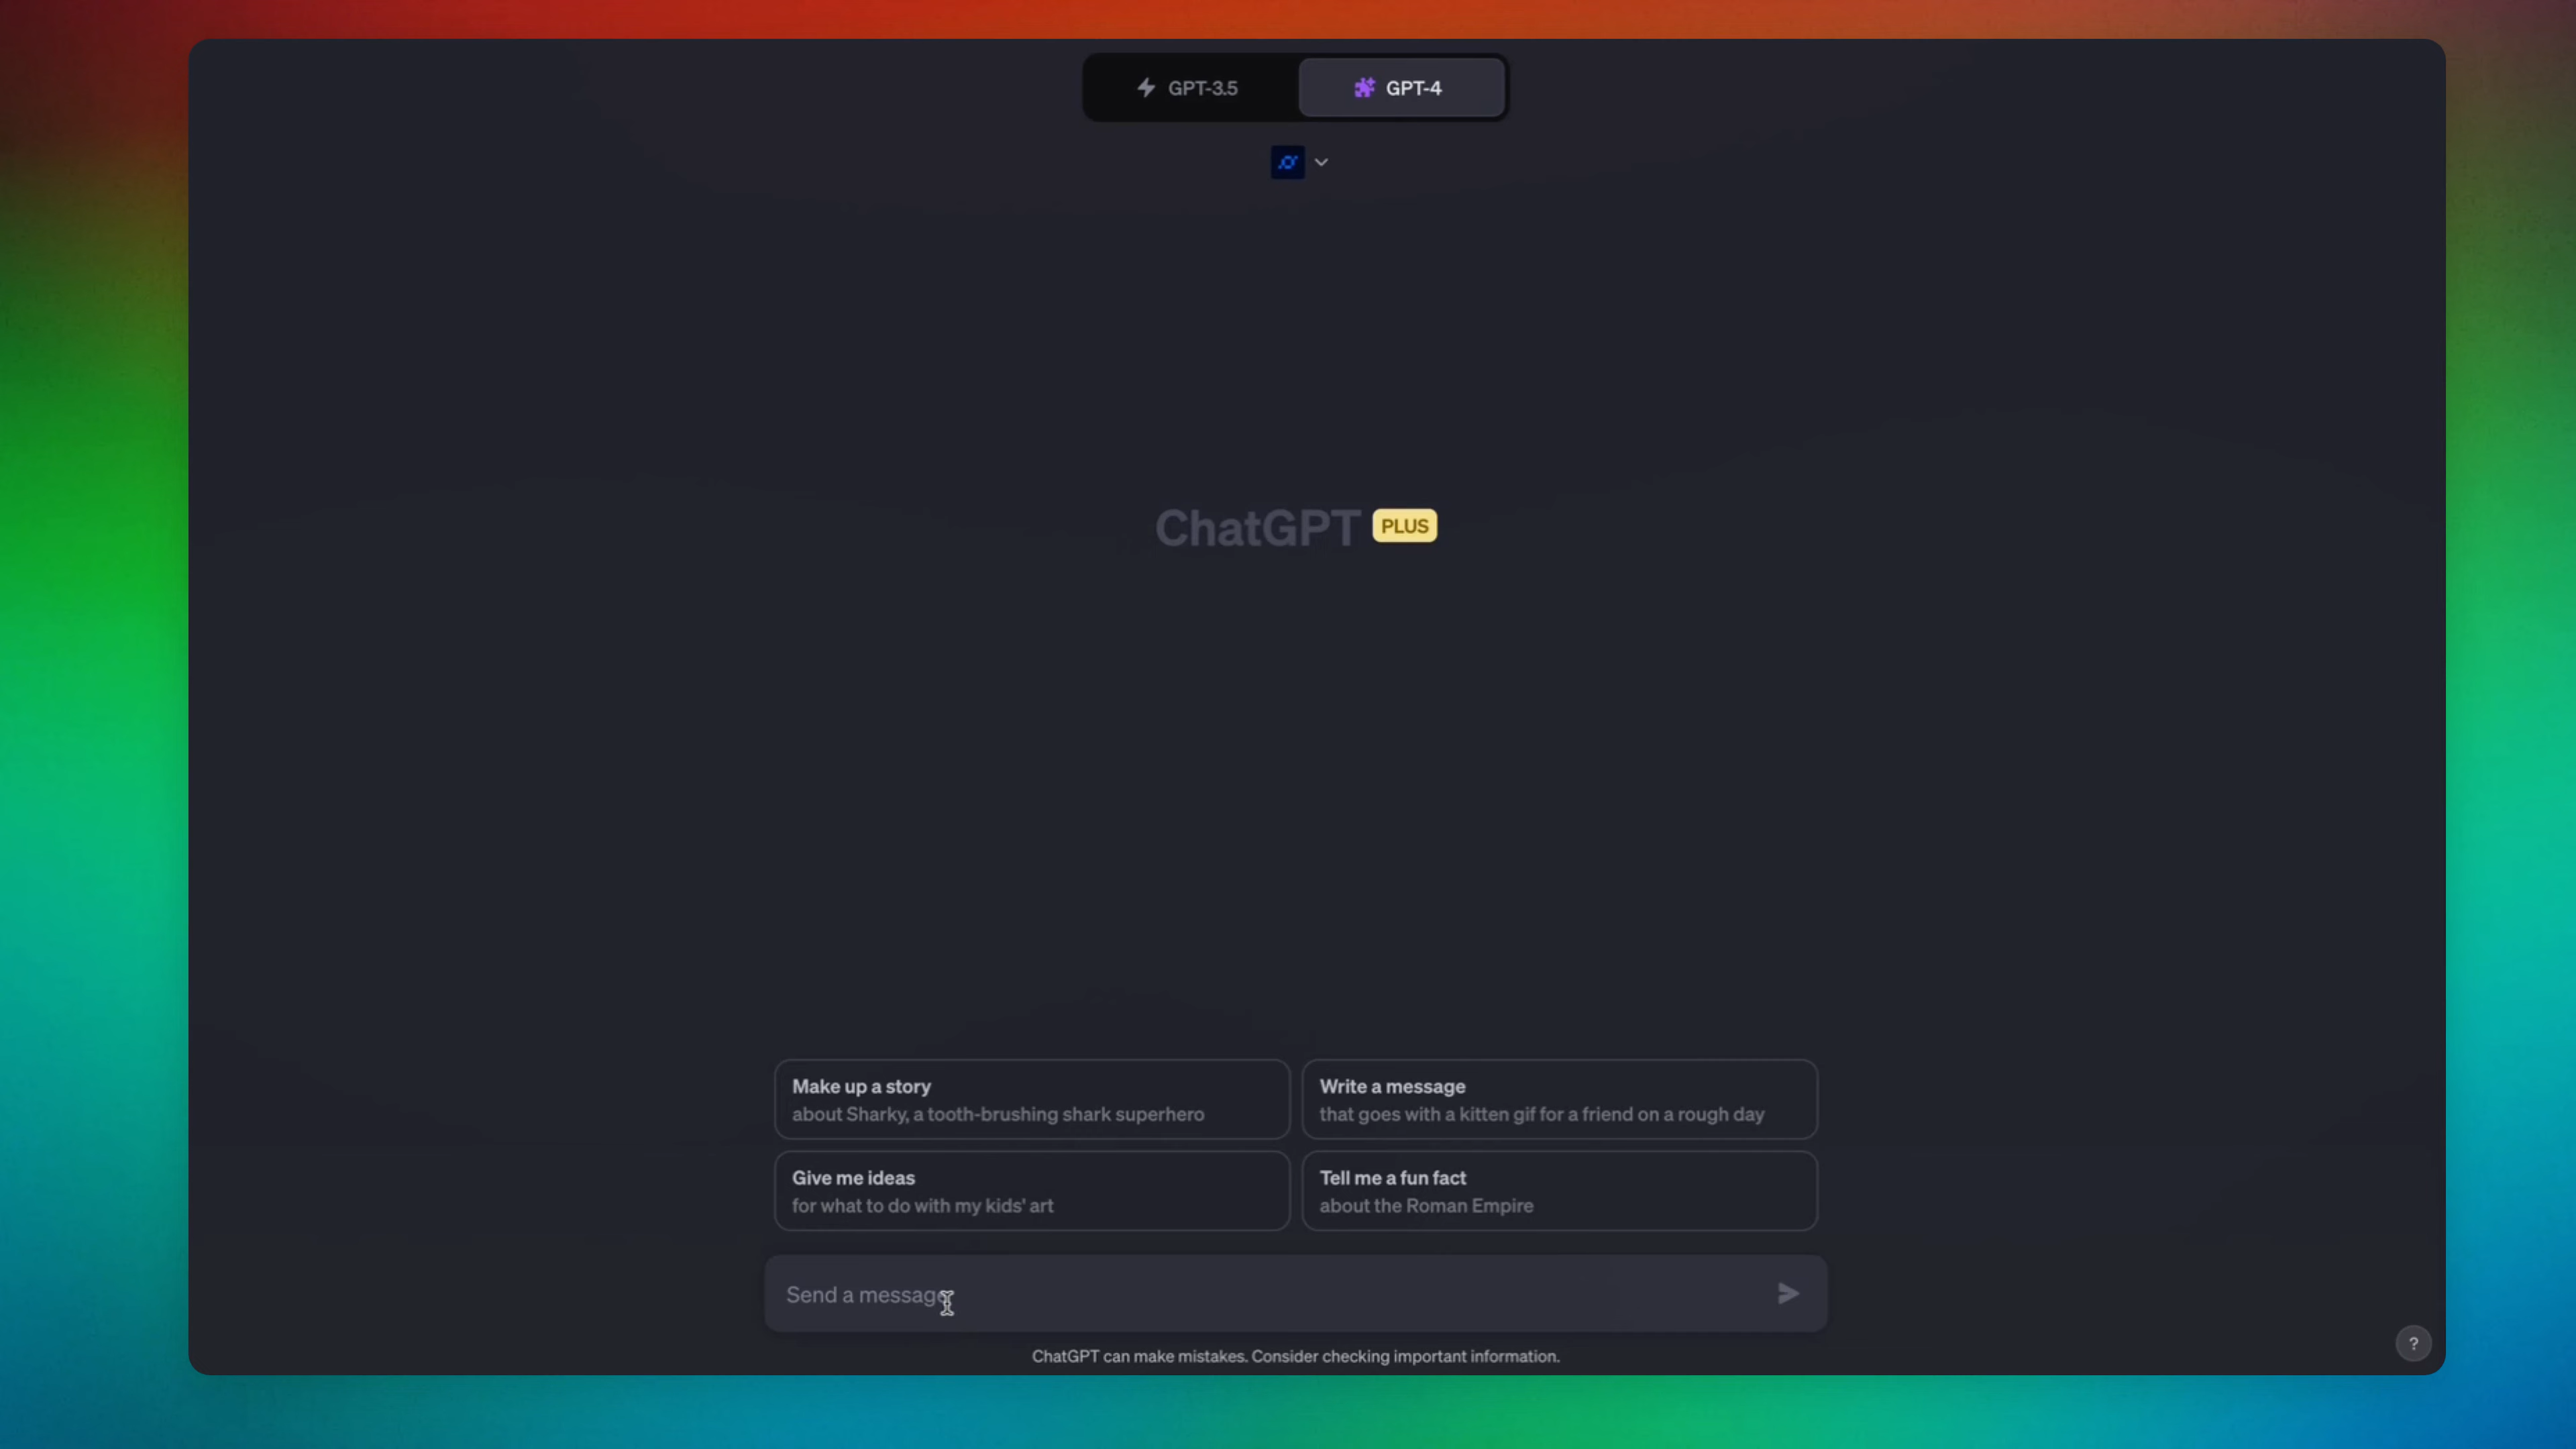 GPT-3.5
GPT-4
ChatGPT PLUS
Make up a story
about Sharky, a tooth-brushing shark superhero
Write a message
that goes with a kitten gif for a friend on a rough day
Give me ideas
for what to do with my kids' art
Tell me a fun fact
about the Roman Empire
Send a message
ChatGPT can make mistakes. Consider checking important information.
?